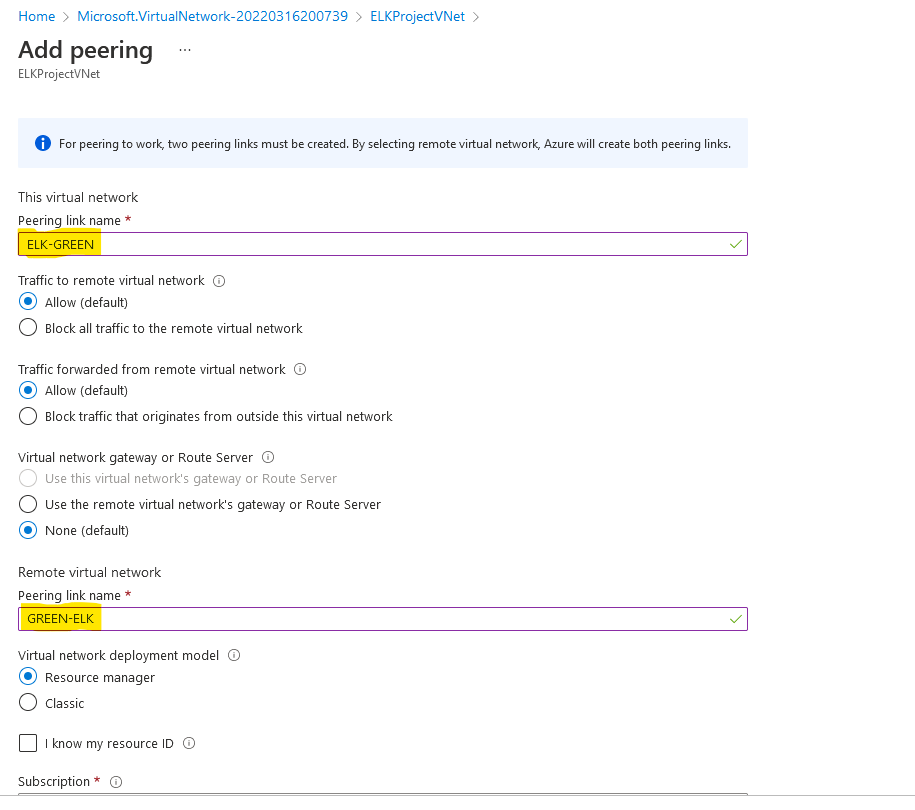 Home > Microsoft.VirtualNetwork-20220316200739 > ELKProjectVNet >
Add peering ...
ELKProjectVNet
For peering to work, two peering links must be created. By selecting remote virtual network, Azure will create both peering links.
This virtual network
Peering link name *
ELK-GREEN
Traffic to remote virtual network
Allow (default)
Block all traffic to the remote virtual network
Traffic forwarded from remote virtual network
Allow (default)
Block traffic that originates from outside this virtual network
Virtual network gateway or Route Server
Use this virtual network's gateway or Route Server
Use the remote virtual network's gateway or Route Server
None (default)
Remote virtual network
Peering link name *
GREEN-ELK
Virtual network deployment model
Resource manager
Classic
I know my resource ID
Subscription *